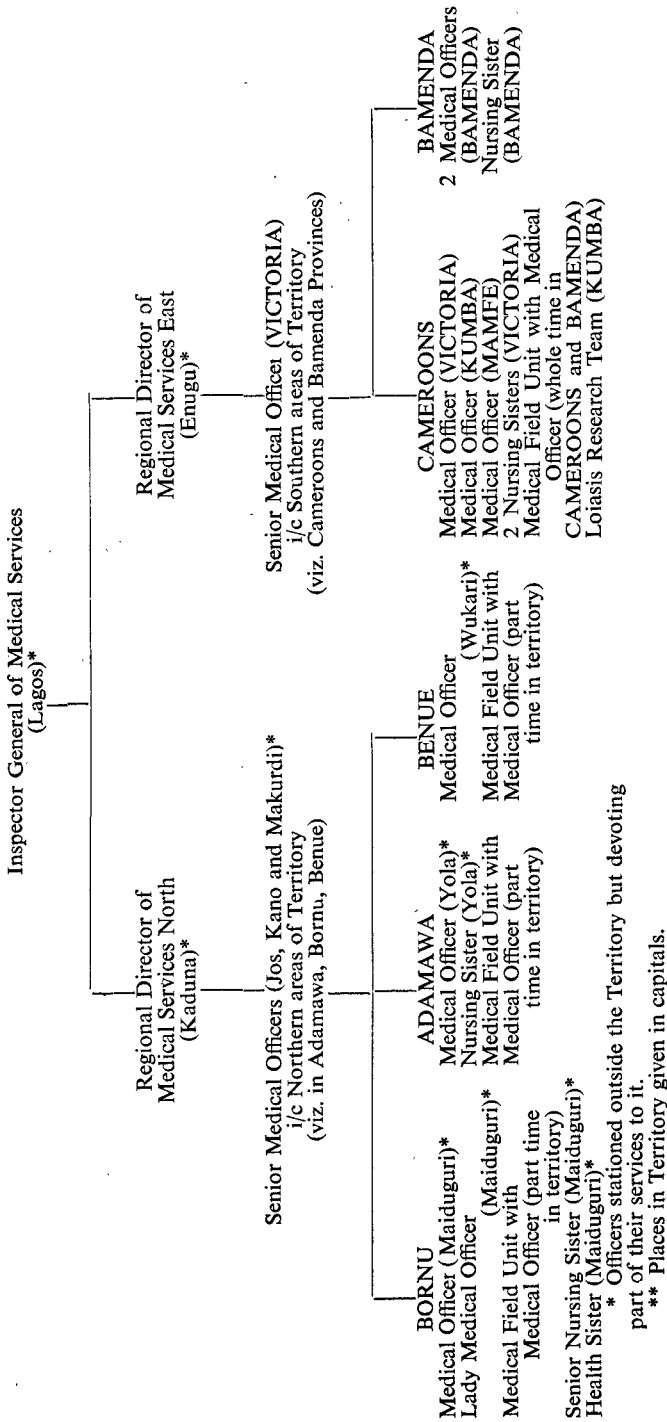 Inspector General of Medical Services
(Lagos)*
Regional Director of
Medical Services North
(Kaduna)*
Regional Director of
Medical Services East
(Enugu)*
Senior Medical Officers (Jos, Kano and Makurdi)*
i/c Northern areas of Territory
(viz. in Adamawa, Bornu, Benue)
Senior Medical Officer (VICTORIA)
i/c Southern areas of Territory
(viz. Cameroons and Bamenda Provinces)
BORNU
Medical Officer (Maiduguri)*
Lady Medical Officer
(Maiduguri)*
Medical Field Unit with
Medical Officer (part time
in territory)
Senior Nursing Sister (Maiduguri)*
Health Sister (Maiduguri)*
ADAMAWA
Medical Officer (Yola)*
Nursing Sister (Yola)*
Medical Field Unit with
Medical Officer (part
time in territory)
BENUE
Medical Officer
(Wukari)*
Medical Field Unit with
Medical Officer (part
time in territory)
CAMEROONS
Medical Officer (VICTORIA)
Medical Officer (KUMBA)
Medical Officer (MAMFE)
2 Nursing Sisters (VICTORIA)
Medical Field Unit with Medical
Officer (whole time in
CAMEROONS and BAMENDA)
Loiasis Research Team (KUMBA)
BAMENDA
2 Medical Officers
(BAMENDA)
Nursing Sister
(BAMENDA)
* Officers stationed outside the Territory but devoting
part of their services to it.
** Places in Territory given in capitals.